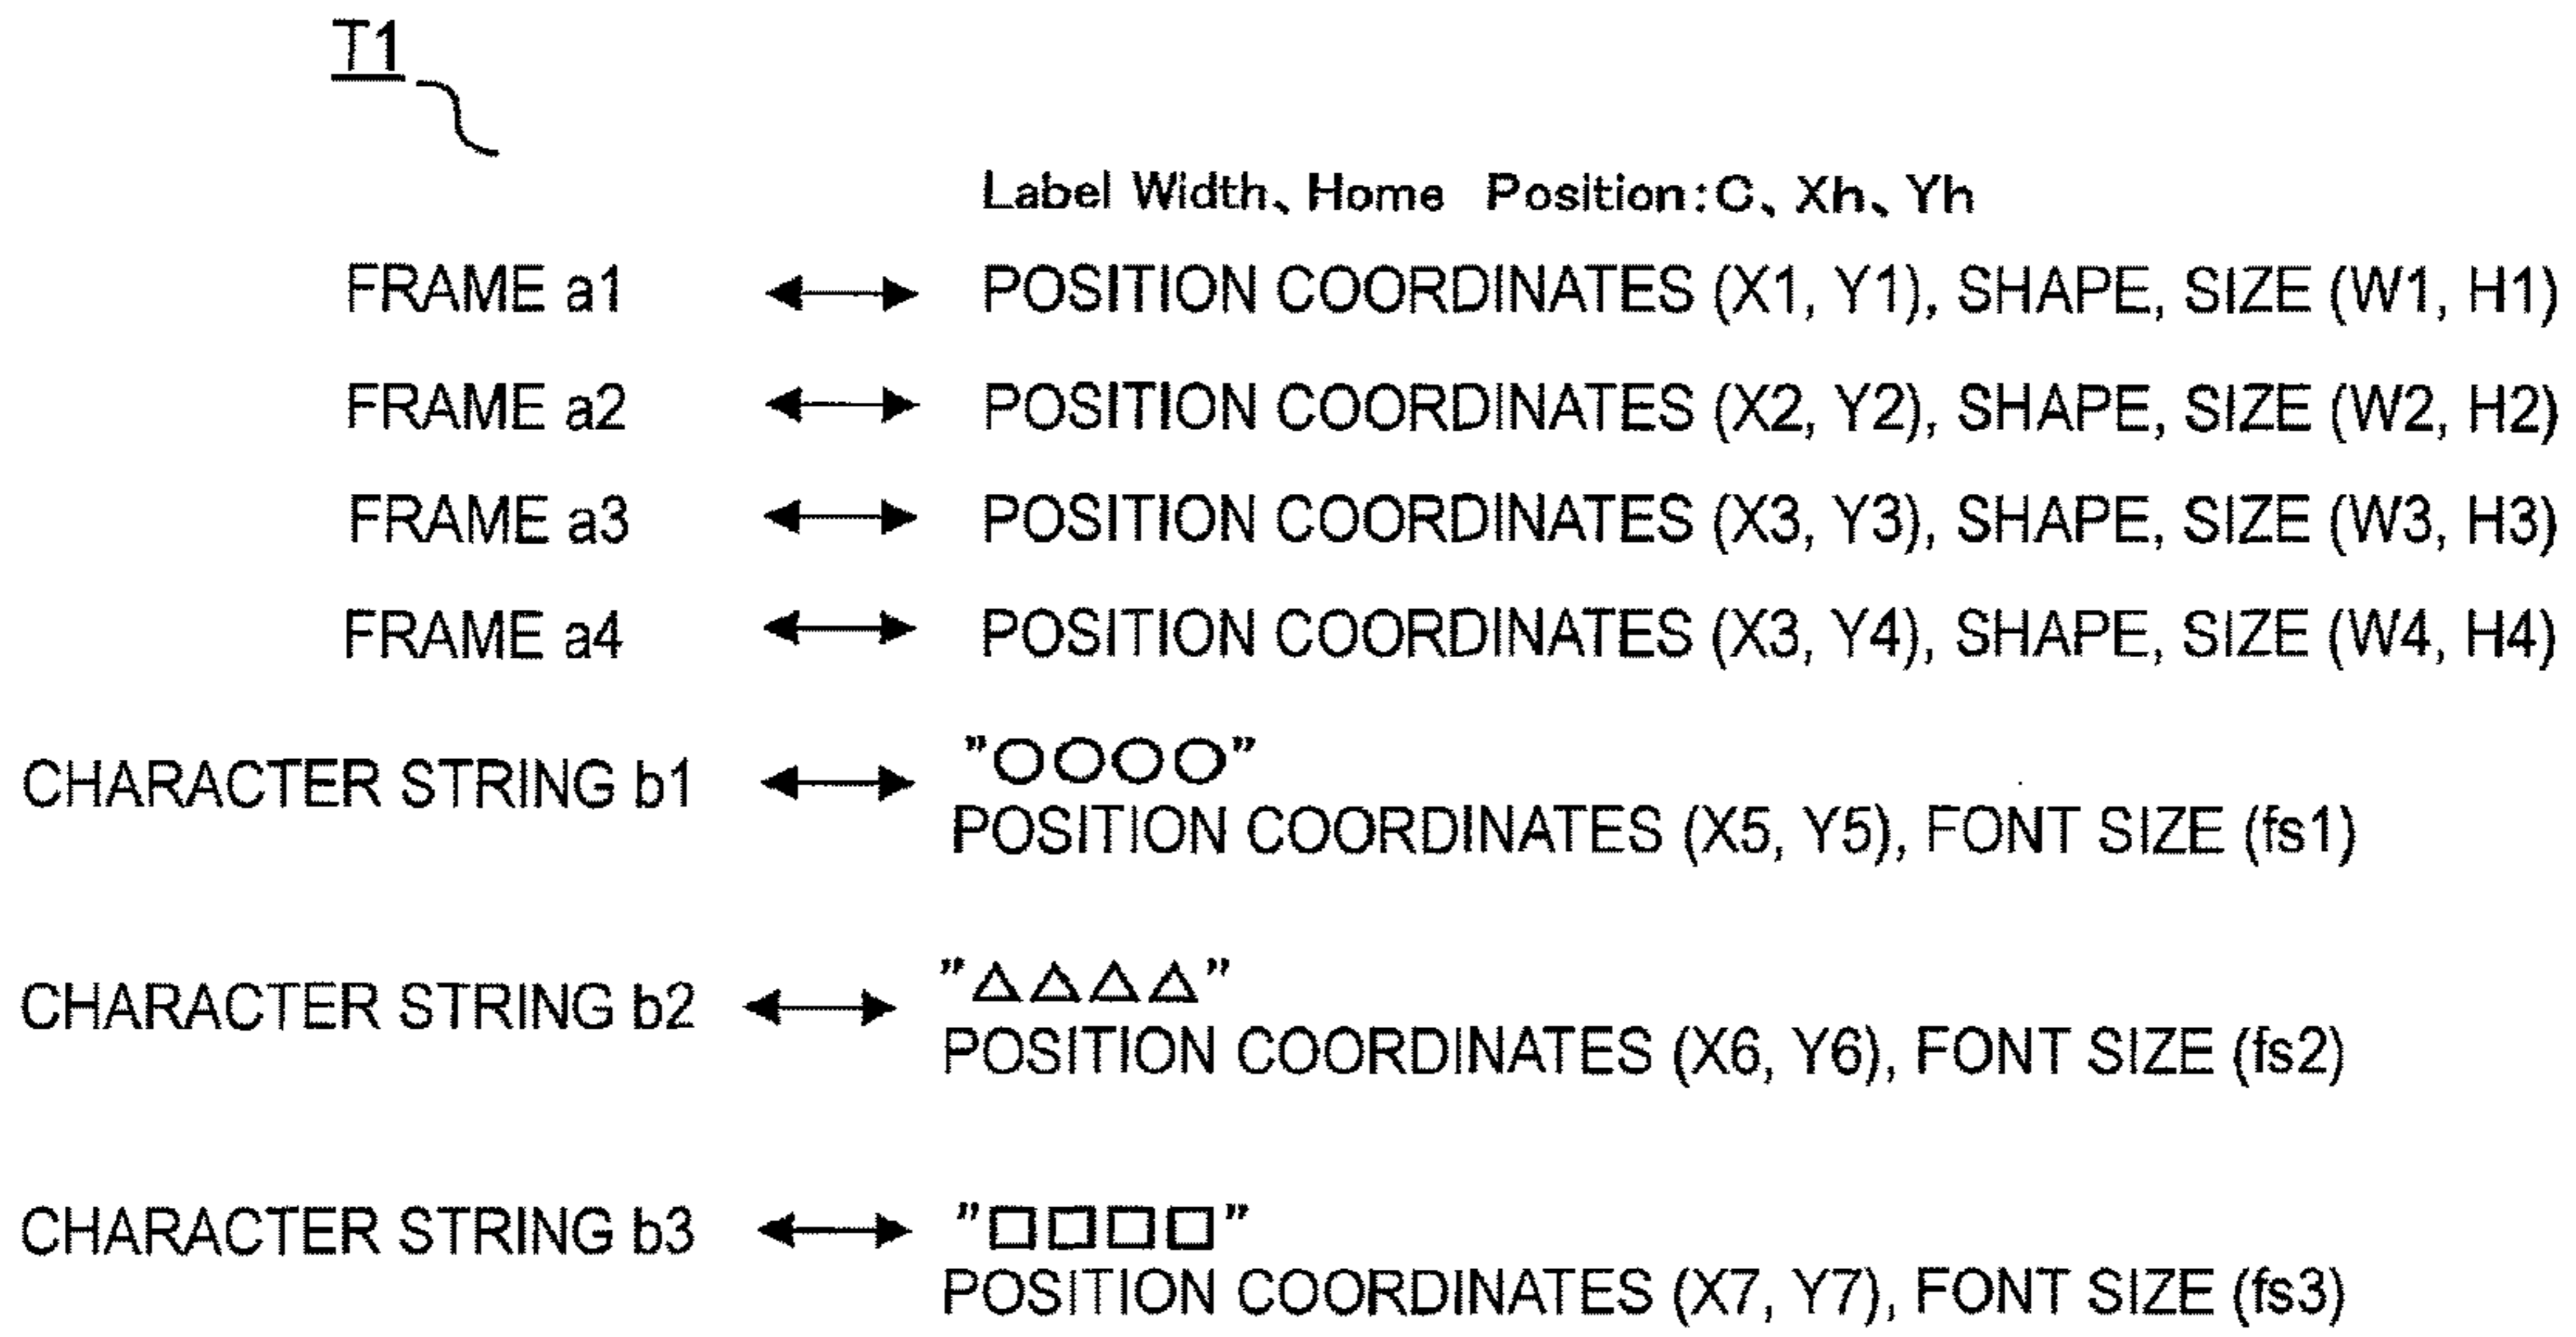 T1
Label Width、Home Position:C、Xh、Yh
FRAME a1 ↔ POSITION COORDINATES (X1, Y1), SHAPE, SIZE (W1, H1)
FRAME a2 ↔ POSITION COORDINATES (X2, Y2), SHAPE, SIZE (W2, H2)
FRAME a3 ↔ POSITION COORDINATES (X3, Y3), SHAPE, SIZE (W3, H3)
FRAME a4 ↔ POSITION COORDINATES (X3, Y4), SHAPE, SIZE (W4, H4)
CHARACTER STRING b1 ↔ "○○○○"
POSITION COORDINATES (X5, Y5), FONT SIZE (fs1)
CHARACTER STRING b2 ↔ "△△△△"
POSITION COORDINATES (X6, Y6), FONT SIZE (fs2)
CHARACTER STRING b3 ↔ "□□□□"
POSITION COORDINATES (X7, Y7), FONT SIZE (fs3)